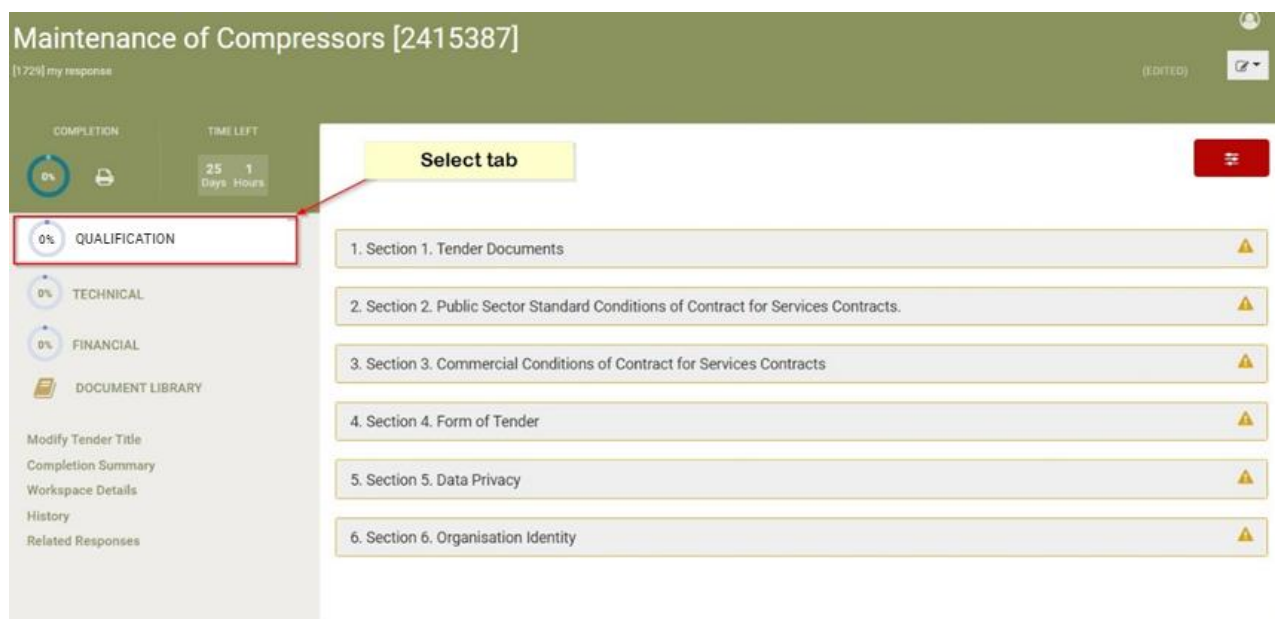 Maintenance of Compressors [2415387]
[1729] my response
(EDITED)
COMPLETION
TIME LEFT
0%
25 1
Days Hours
Select tab
0% QUALIFICATION
0% TECHNICAL
0% FINANCIAL
DOCUMENT LIBRARY
Modify Tender Title
Completion Summary
Workspace Details
History
Related Responses
1. Section 1. Tender Documents
2. Section 2. Public Sector Standard Conditions of Contract for Services Contracts.
3. Section 3. Commercial Conditions of Contract for Services Contracts
4. Section 4. Form of Tender
5. Section 5. Data Privacy
6. Section 6. Organisation Identity